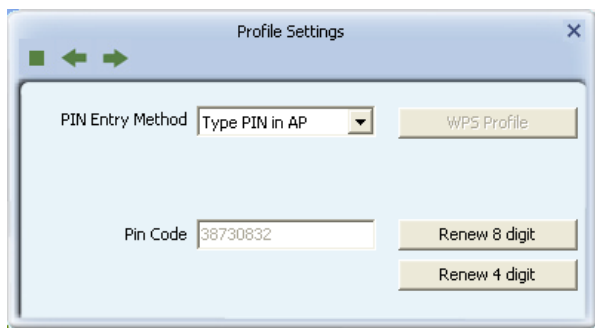 Profile Settings
PIN Entry Method Type PIN in AP WPS Profile
Pin Code 38730832 Renew 8 digit
Renew 4 digit